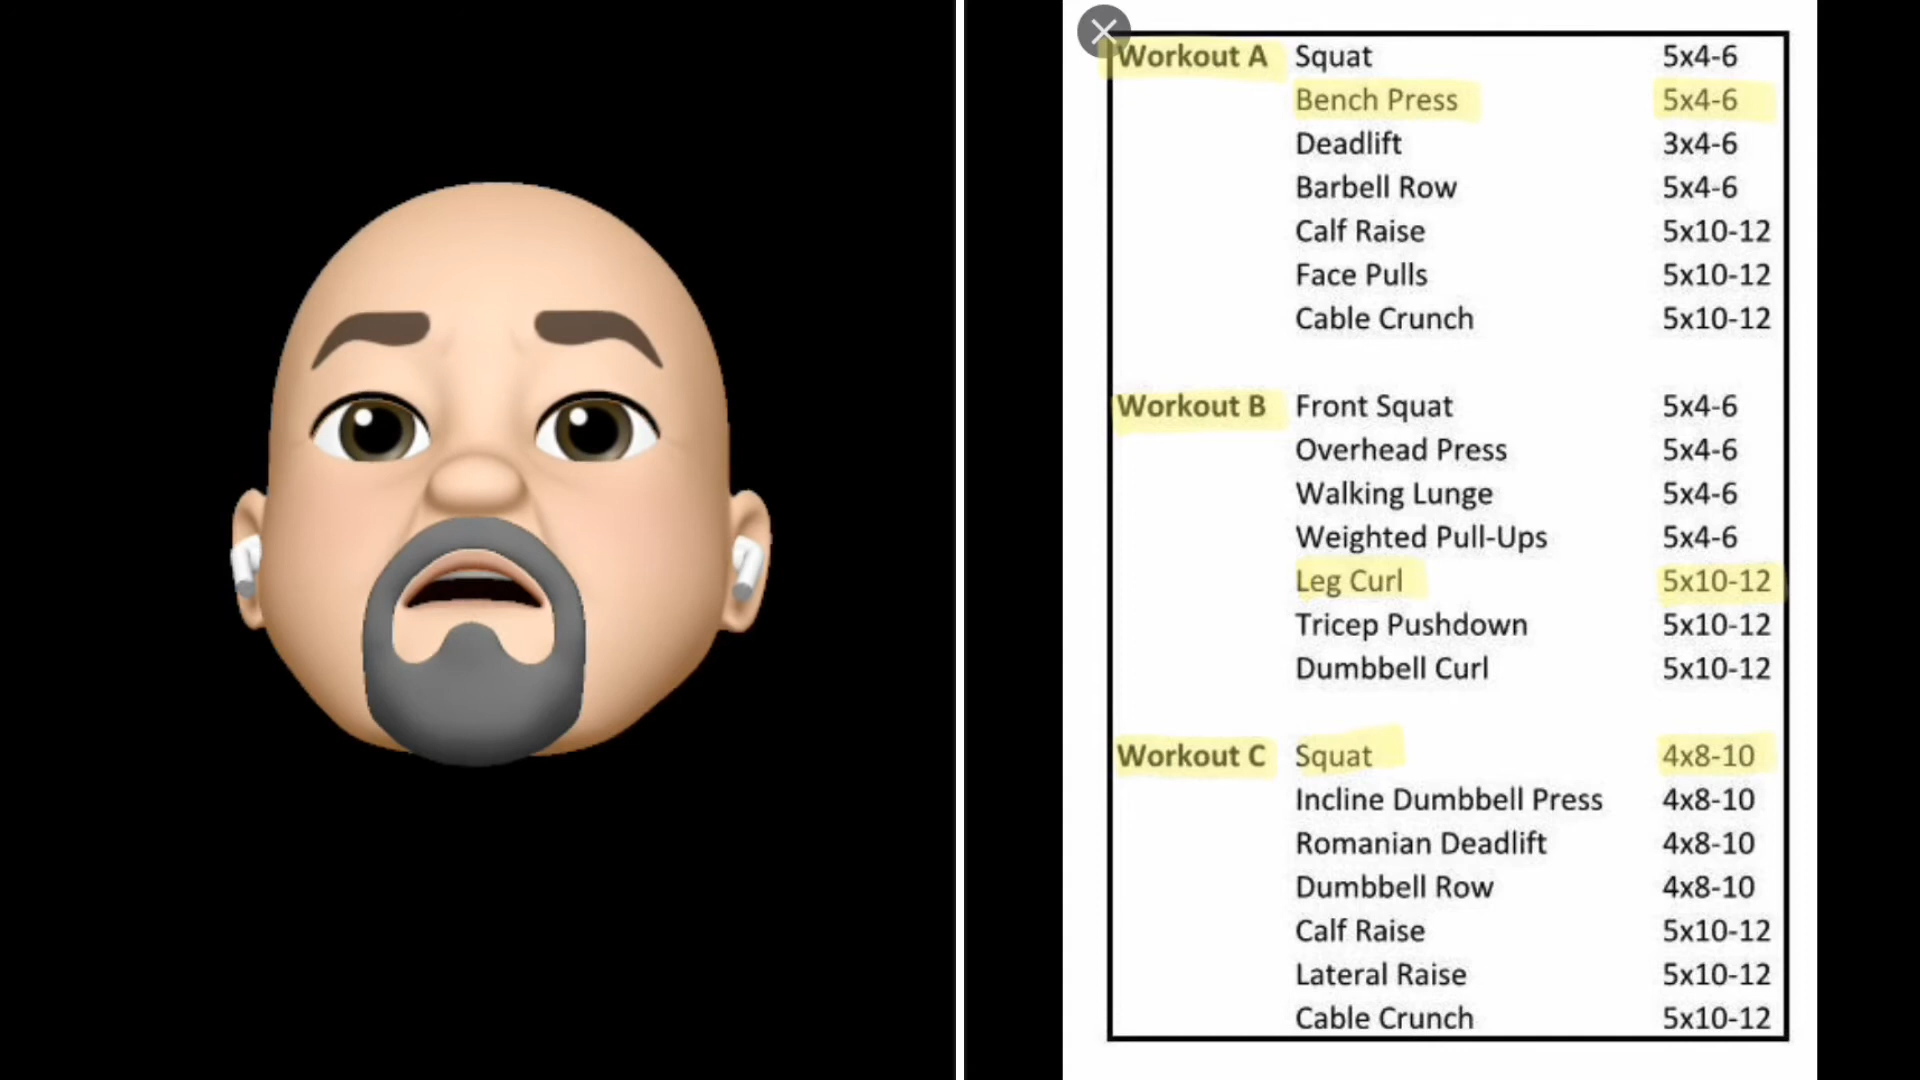 Workout A Squat 5x4-6
Bench Press 5x4-6
Deadlift 3x4-6
Barbell Row 5x4-6
Calf Raise 5x10-12
Face Pulls 5x10-12
Cable Crunch 5x10-12
Workout B Front Squat 5x4-6
Overhead Press 5x4-6
Walking Lunge 5x4-6
Weighted Pull-Ups 5x4-6
Leg Curl 5x10-12
Tricep Pushdown 5x10-12
Dumbbell Curl 5x10-12
Workout C Squat 4x8-10
Incline Dumbbell Press 4x8-10
Romanian Deadlift 4x8-10
Dumbbell Row 4x8-10
Calf Raise 5x10-12
Lateral Raise 5x10-12
Cable Crunch 5x10-12